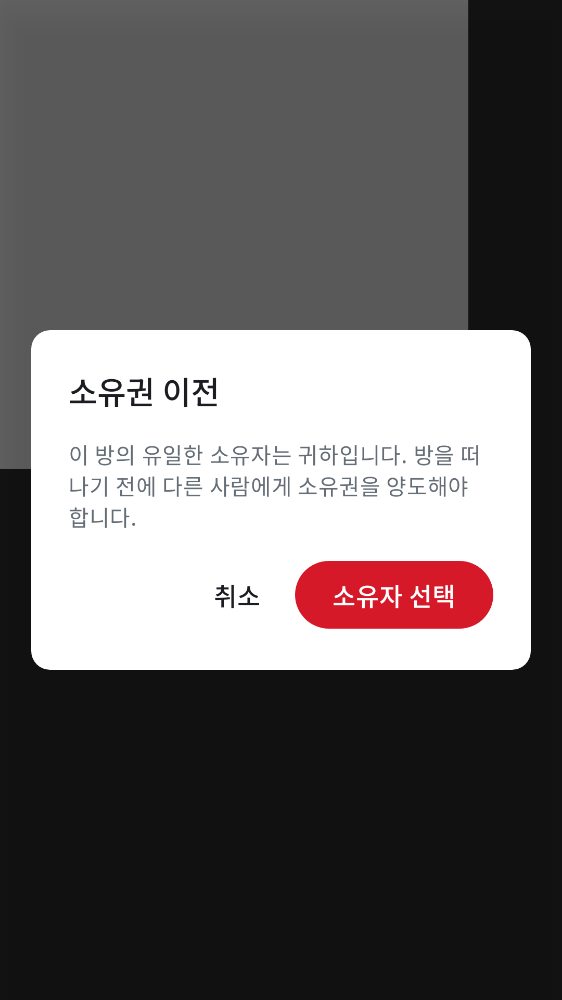 소유권 이전
이 방의 유일한 소유자는 귀하입니다. 방을 떠
나기 전에 다른 사람에게 소유권을 양도해야
합니다.
취소
소유자 선택